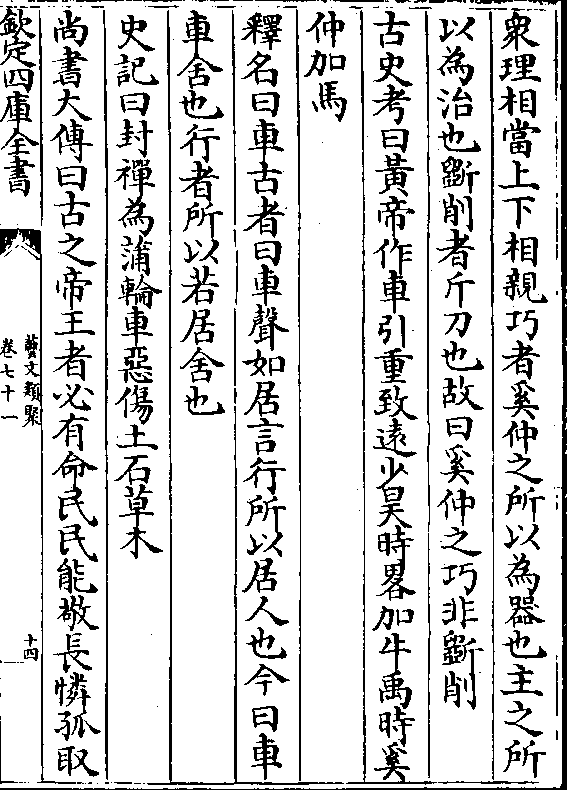 衆理相當上下相親巧者奚仲之所以為器也主之所
以為治也斵削者斤刀也故曰奚仲之巧非斵削
古史考曰黃帝作車引重致遠少昊時畧加牛禹時奚
仲加馬
釋名曰車古者曰車聲如居言行所以居人也今曰車
車舍也行者所以若居舍也
史記曰封禪為蒲輪車惡傷土石草木
尚書大傳曰古之帝王者必有命民民能敬長憐孤取
欽定四庫全書
藝文類聚
卷七十一
十四